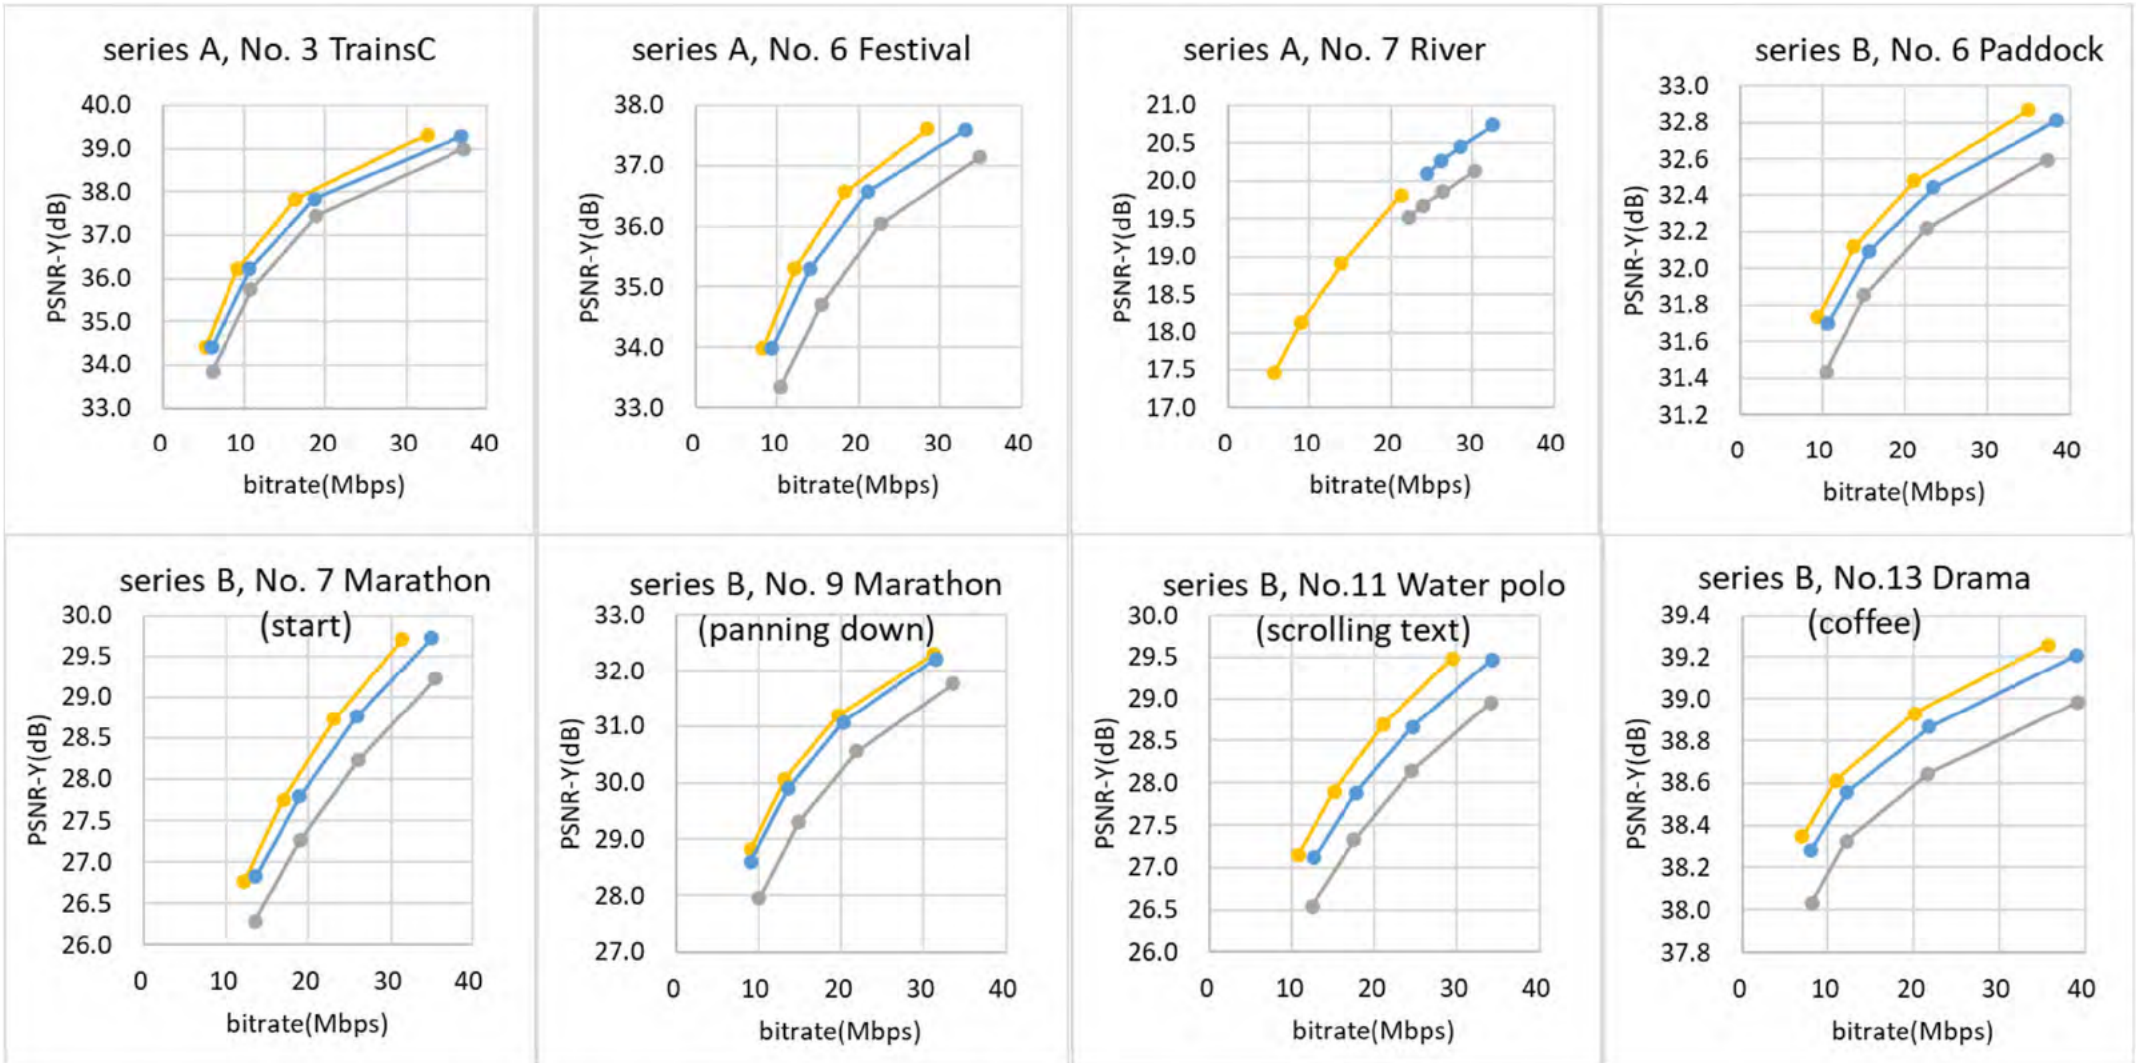 series A, No. 3 TrainsC
40.0
39.0
38.0
37.0
36.0
35.0
34.0
33.0
PSNR-Y(dB)
0 10 20 30 40
bitrate(Mbps)
series A, No. 6 Festival
38.0
37.0
36.0
35.0
34.0
33.0
PSNR-Y(dB)
0 10 20 30 40
bitrate(Mbps)
series A, No. 7 River
21.0
20.5
20.0
19.5
19.0
18.5
18.0
17.5
17.0
PSNR-Y(dB)
0 10 20 30 40
bitrate(Mbps)
series B, No. 6 Paddock
33.0
32.8
32.6
32.4
32.2
32.0
31.8
31.6
31.4
31.2
PSNR-Y(dB)
0 10 20 30 40
bitrate(Mbps)
series B, No. 7 Marathon
(start)
30.0
29.5
29.0
28.5
28.0
27.5
27.0
26.5
26.0
PSNR-Y(dB)
0 10 20 30 40
bitrate(Mbps)
series B, No. 9 Marathon
(panning down)
33.0
32.0
31.0
30.0
29.0
28.0
27.0
PSNR-Y(dB)
0 10 20 30 40
bitrate(Mbps)
series B, No.11 Water polo
(scrolling text)
30.0
29.5
29.0
28.5
28.0
27.5
27.0
26.5
26.0
PSNR-Y(dB)
0 10 20 30 40
bitrate(Mbps)
series B, No.13 Drama
(coffee)
39.4
39.2
39.0
38.8
38.6
38.4
38.2
38.0
37.8
PSNR-Y(dB)
0 10 20 30 40
bitrate(Mbps)